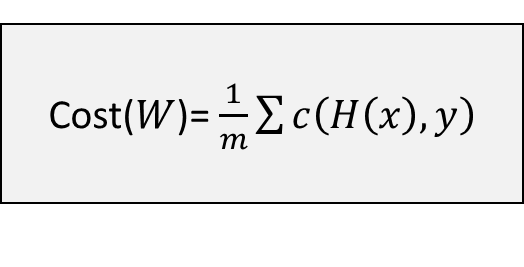 Cost(W)= 1/m ∑ c(H(x), y)